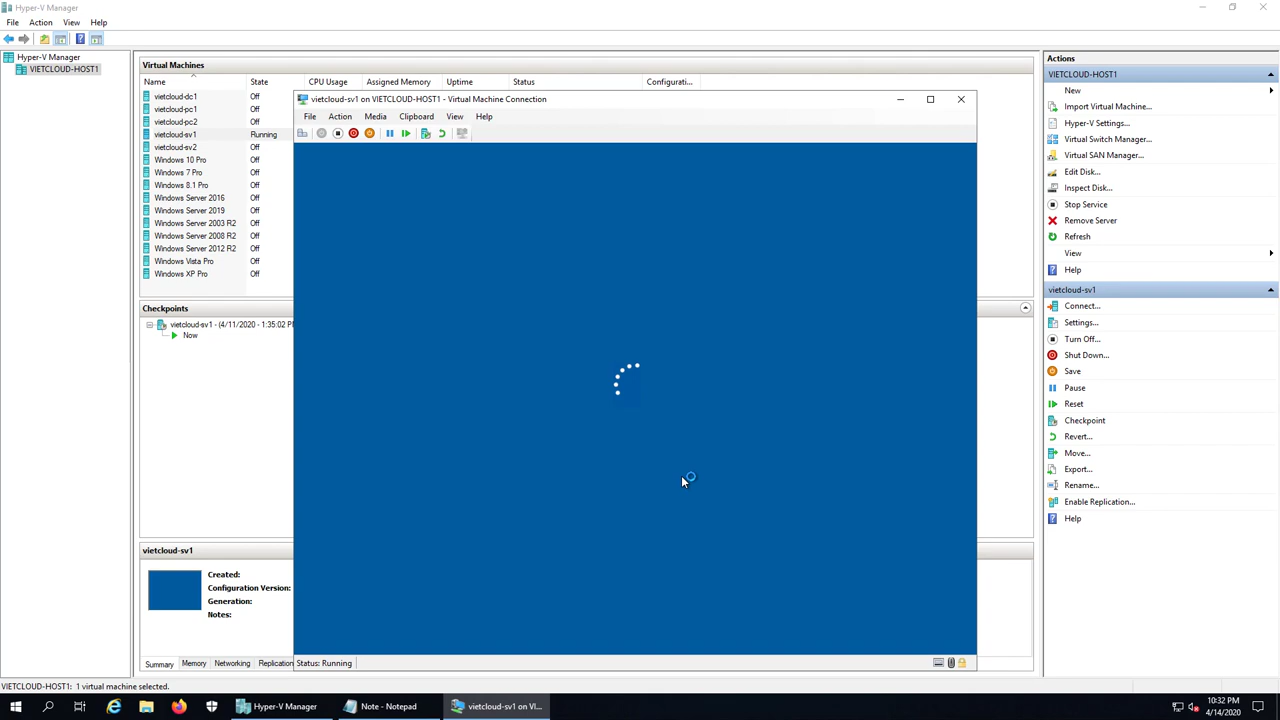 Hyper-V Manager
File Action View Help
Hyper-V Manager
VIETCLOUD-HOST1
Virtual Machines
Name State CPU Usage Assigned Memory Uptime Status Configurati...
vietcloud-dc1 Off
vietcloud-pc1 Off
vietcloud-pc2 Off
vietcloud-sv1 Running
vietcloud-sv2 Off
Windows 10 Pro Off
Windows 7 Pro Off
Windows 8.1 Pro Off
Windows Server 2016 Off
Windows Server 2019 Off
Windows Server 2003 R2 Off
Windows Server 2008 R2 Off
Windows Server 2012 R2 Off
Windows Vista Pro Off
Windows XP Pro Off
Checkpoints
vietcloud-sv1 - (4/11/2020 - 1:35:02 P
Now
vietcloud-sv1
Created:
Configuration Version:
Generation:
Notes:
Summary Memory Networking Replication
vietcloud-sv1 on VIETCLOUD-HOST1 - Virtual Machine Connection
File Action Media Clipboard View Help
Status: Running
Actions
VIETCLOUD-HOST1
New
Import Virtual Machine...
Hyper-V Settings...
Virtual Switch Manager...
Virtual SAN Manager...
Edit Disk...
Inspect Disk...
Stop Service
Remove Server
Refresh
View
Help
vietcloud-sv1
Connect...
Settings...
Turn Off...
Shut Down...
Save
Pause
Reset
Checkpoint
Revert...
Move...
Export...
Rename...
Enable Replication...
Help
VIETCLOUD-HOST1: 1 virtual machine selected.
Hyper-V Manager
Note - Notepad
vietcloud-sv1 on VI...
10:32 PM
4/14/2020